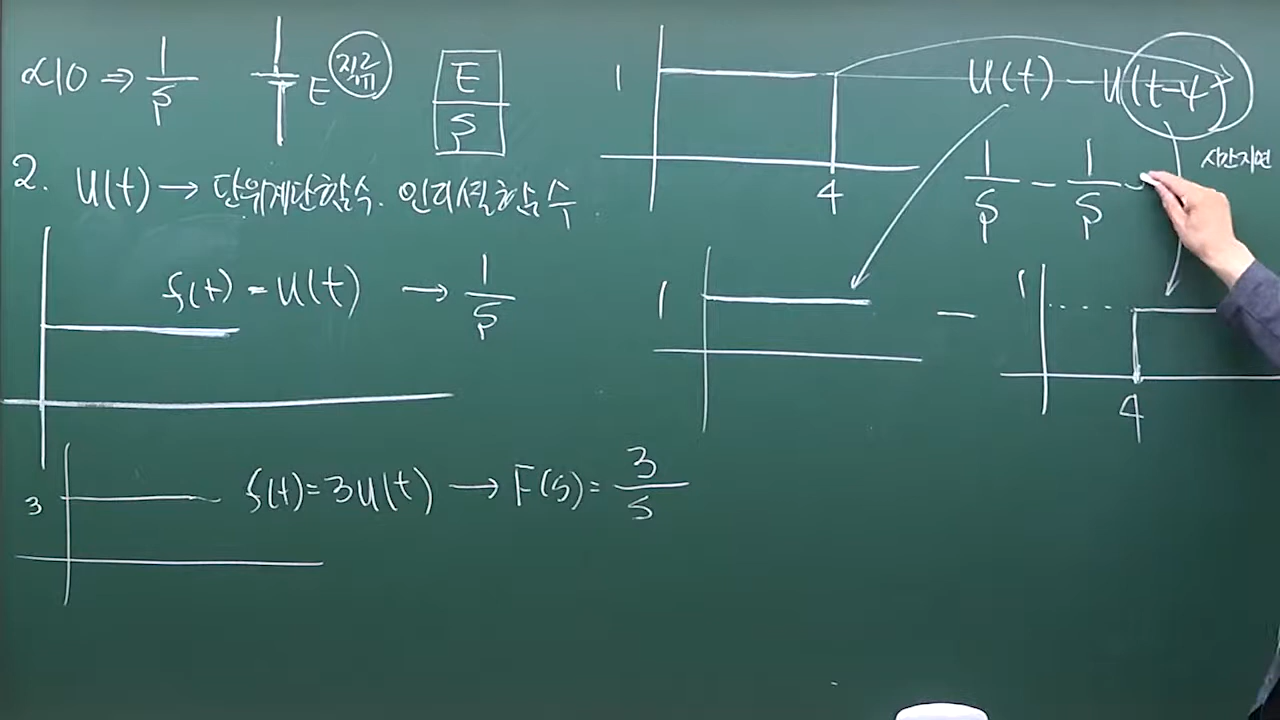 ⇒ 1/S
E 직류
E/S
2. u(t) → 단위계단함수. 인디셜함수
f(t) = u(t) → 1/S
3
f(t) = 3u(t) → F(s) = 3/S
1
4
u(t) - u(t-4)
시간지연
1/S - 1/S
1
-
1
4